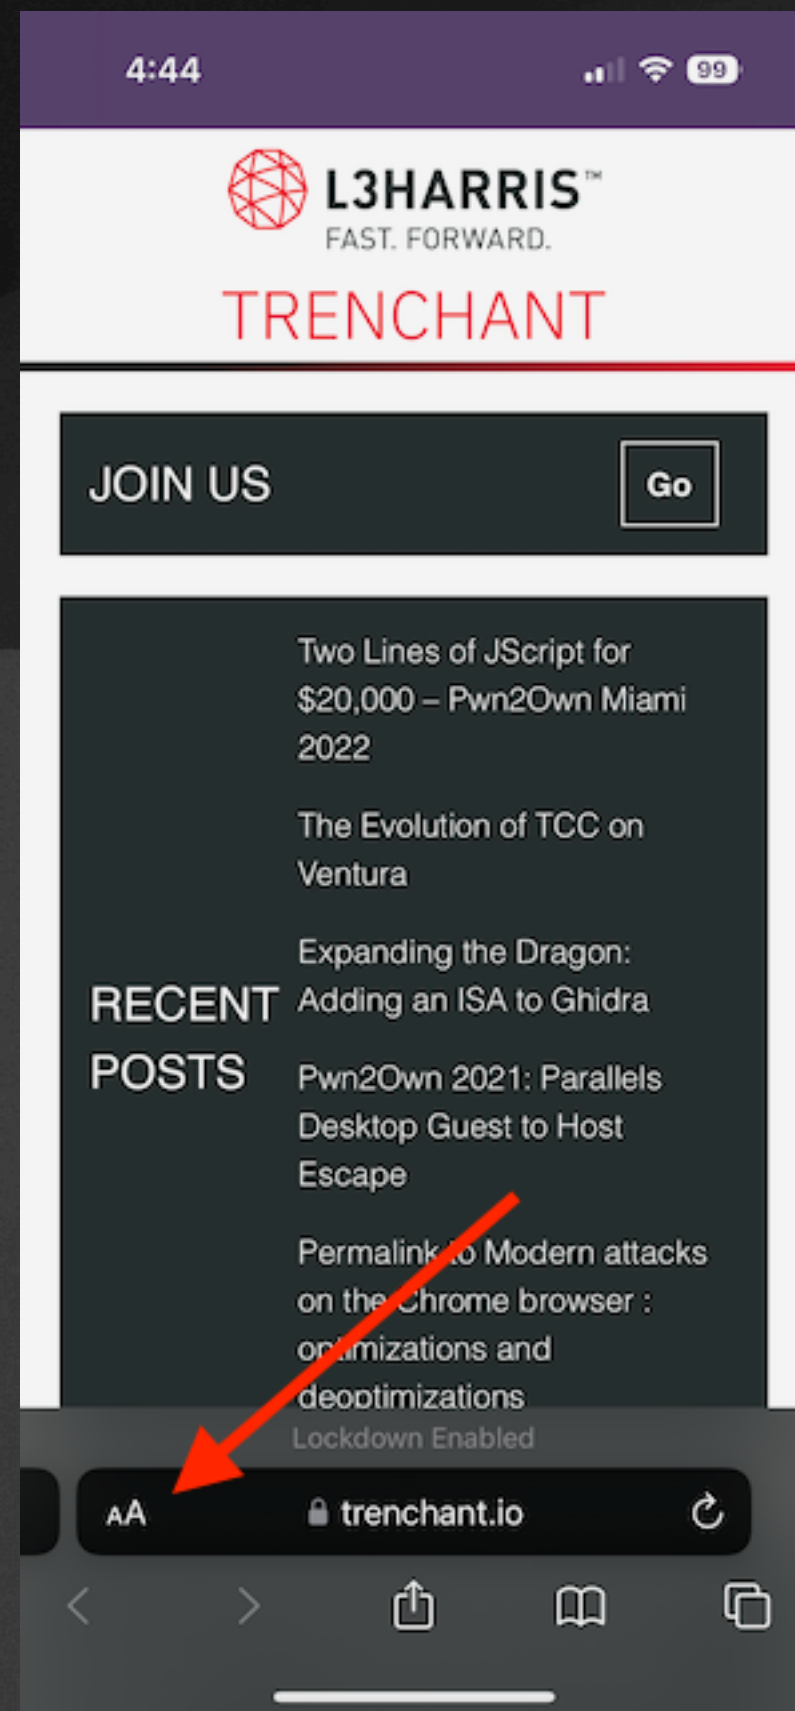 4:44
99
L3HARRIS™
FAST. FORWARD.
TRENCHANT
JOIN US
Go
RECENT
POSTS
Two Lines of JScript for
$20,000 – Pwn2Own Miami
2022
The Evolution of TCC on
Ventura
Expanding the Dragon:
Adding an ISA to Ghidra
Pwn2Own 2021: Parallels
Desktop Guest to Host
Escape
Permalink to Modern attacks
on the Chrome browser :
optimizations and
deoptimizations
Lockdown Enabled
AA
trenchant.io